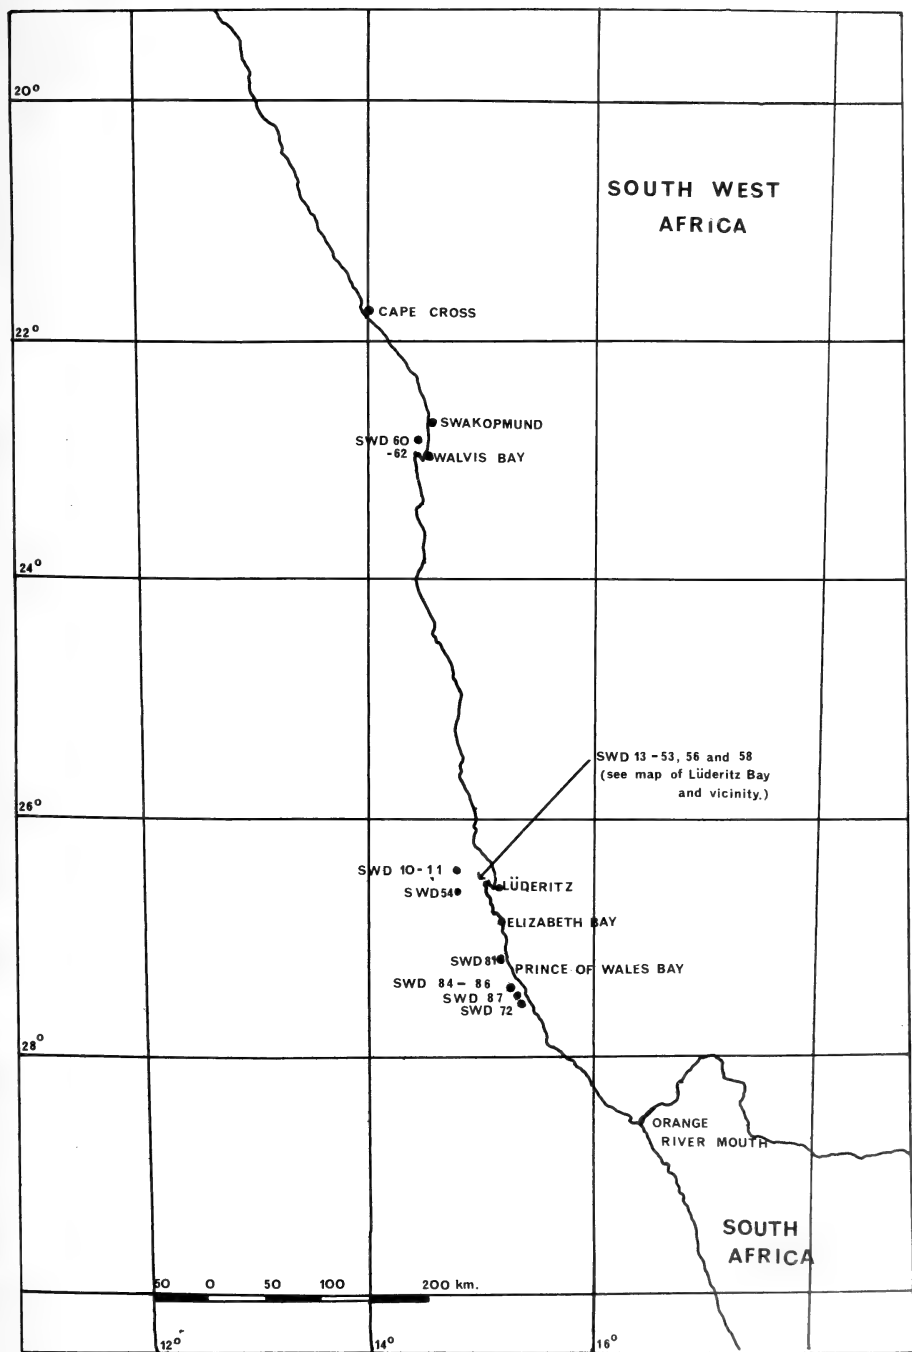 20°
SOUTH WEST
AFRICA
CAPE CROSS
22°
SWAKOPMUND
SWD 60
-62
WALVIS BAY
24°
SWD 13-53, 56 and 58
(see map of Lüderitz Bay
and vicinity.)
26°
SWD 10-11
LÜDERITZ
SWD54
ELIZABETH BAY
SWD81
PRINCE OF WALES BAY
SWD 84-86
SWD 87
SWD 72
28°
ORANGE
RIVER MOUTH
SOUTH
AFRICA
50 0 50 100 200 km.
12° 14° 16°